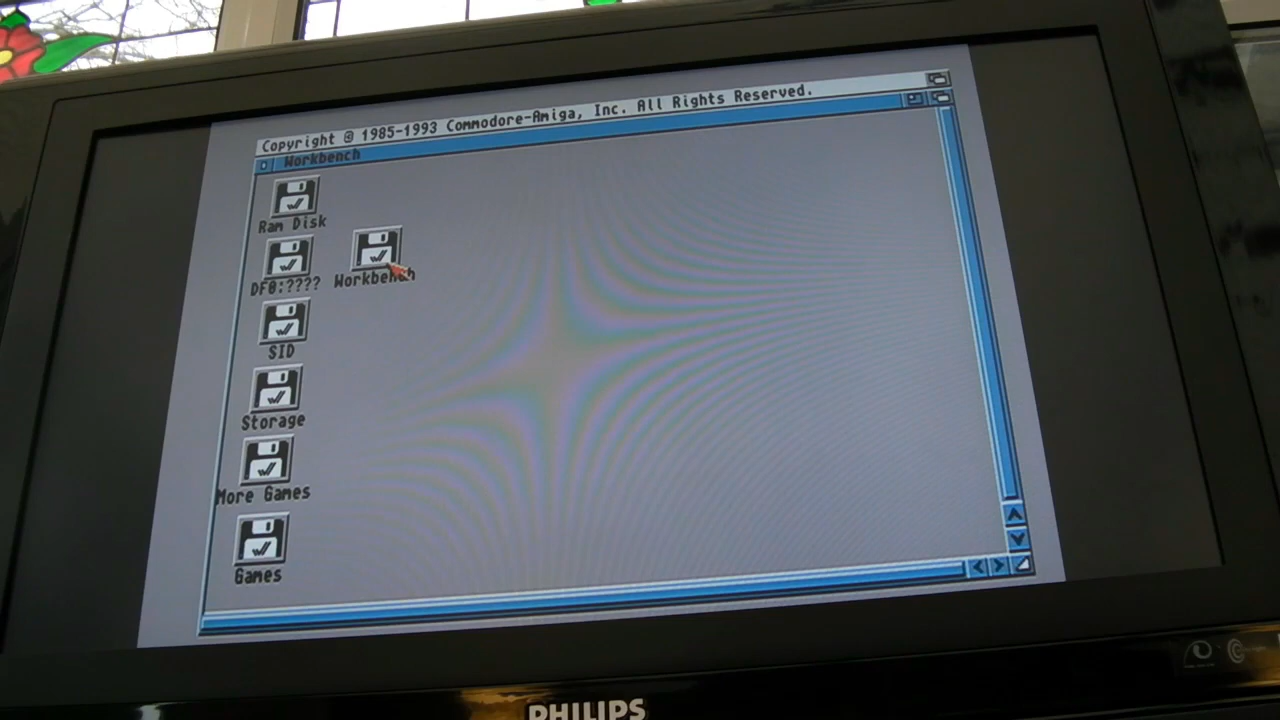 Copyright © 1985-1993 Commodore-Amiga, Inc. All Rights Reserved.
Workbench
Ram Disk
DF0:????
Workbench
SID
Storage
More Games
Games
PHILIPS